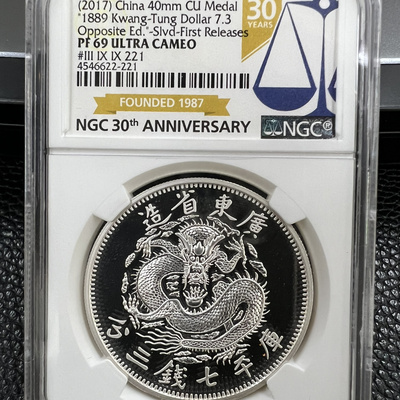 (2017) China 40mm CU Medal
"1889 Kwang-Tung Dollar 7.3
Opposite Ed."-Slvd-First Releases
PF 69 ULTRA CAMEO
#III IX IX 221
4546622-221
30
YEARS
FOUNDED 1987
NGC 30th ANNIVERSARY
NGC®
造省東廣
庫平七錢三分